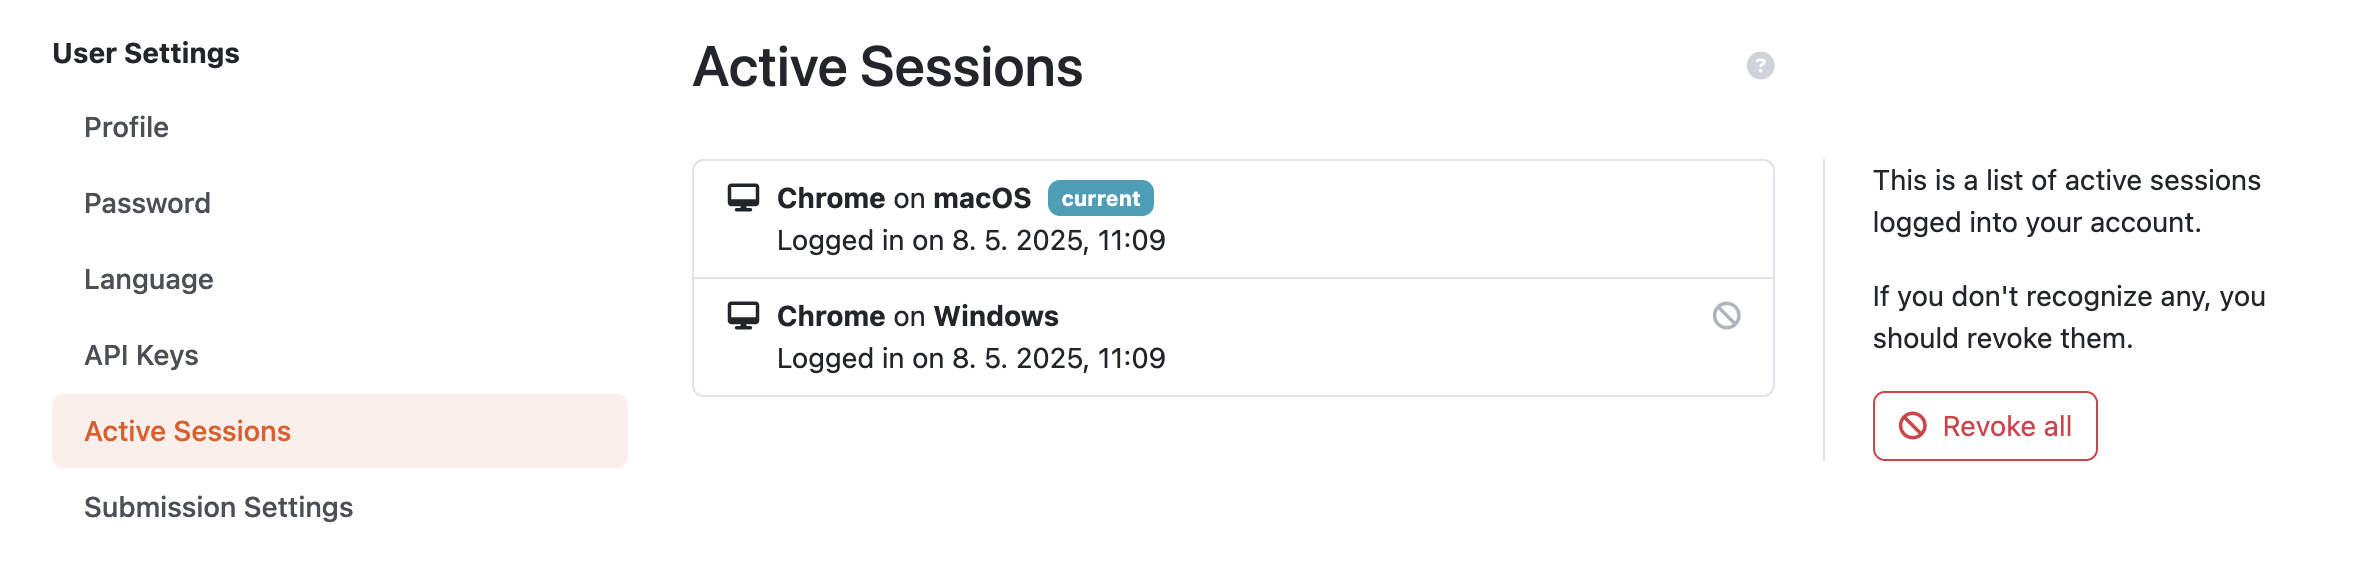 User Settings
Profile
Password
Language
API Keys
Active Sessions
Submission Settings
Active Sessions
?
Chrome on macOS current
Logged in on 8. 5. 2025, 11:09
Chrome on Windows
Logged in on 8. 5. 2025, 11:09
This is a list of active sessions
logged into your account.
If you don't recognize any, you
should revoke them.
Revoke all